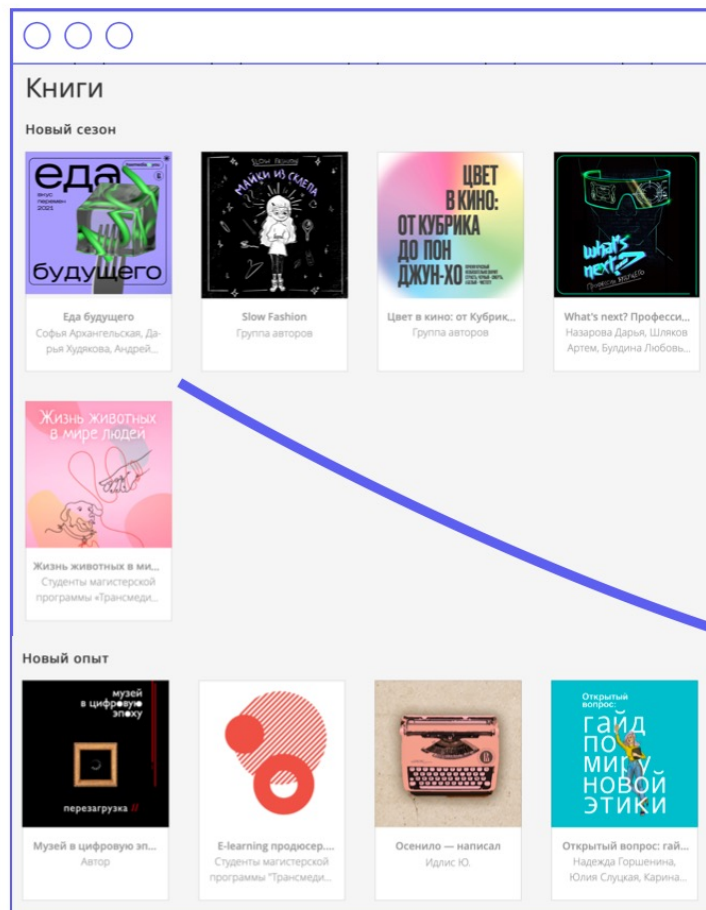 Книги
Новый сезон
еда
вкус
перемен
2021
будущего
SLOW FASHION
МАЙКИ ИЗ СКЛЕПА
ЦВЕТ
В КИНО:
ОТ КУБРИКА
ДО ПОН
ДЖУН-ХО
what's
next?
Еда будущего
Софья Архангельская, Да-
рья Худякова, Андрей...
Slow Fashion
Группа авторов
Цвет в кино: от Кубрик...
Группа авторов
What's next? Професси...
Назарова Дарья, Шляков
Артем, Булдина Любовь...
Жизнь животных
в мире людей
Жизнь животных в ми...
Студенты магистерской
программы «Трансмеди...
Новый опыт
музей
в цифровую
эпоху
перезагрузка //
Открытый
вопрос:
гайд
по
миру
новой
этики
Музей в цифровую эп...
Автор
E-learning продюсер....
Студенты магистерской
программы "Трансмеди...
Осенило — написал
Идлис Ю.
Открытый вопрос: гай...
Надежда Горшенина,
Юлия Слуцкая, Карина...